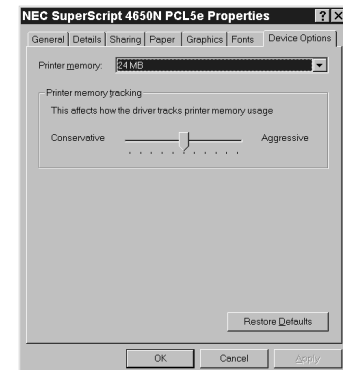 NEC SuperScript 4650N PCL5e Properties
General Details Sharing Paper Graphics Fonts Device Options
Printer memory: 24 MB
Printer memory tracking
This affects how the driver tracks printer memory usage
Conservative Aggressive
Restore Defaults
OK Cancel Apply